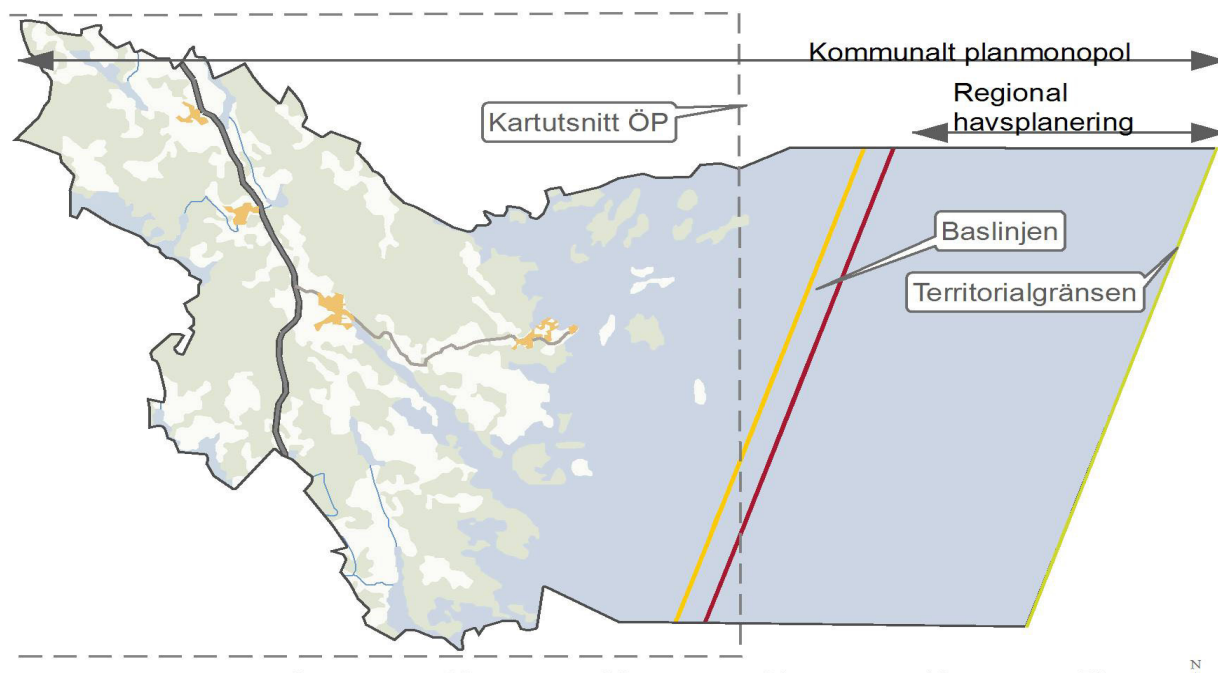 Kommunalt planmonopol
Regional
havsplanering
Kartutsnitt ÖP
Baslinjen
Territorialgränsen
N